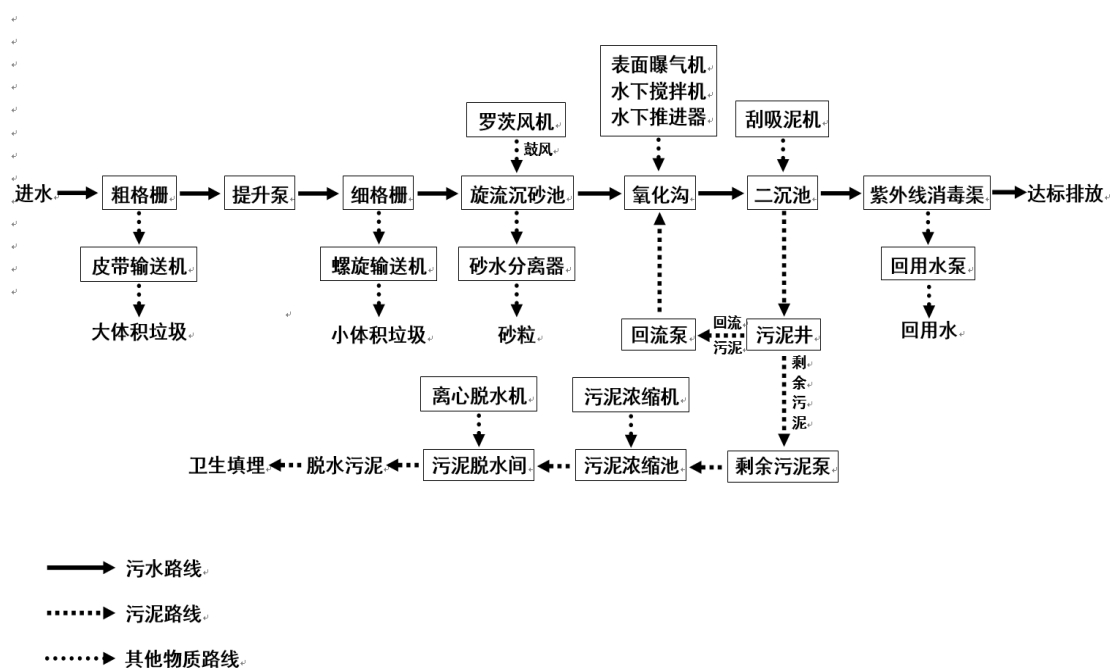 表面曝气机
水下搅拌机
水下推进器
罗茨风机
刮吸泥机
鼓风
进水
粗格栅
提升泵
细格栅
旋流沉砂池
氧化沟
二沉池
紫外线消毒渠
达标排放
皮带输送机
螺旋输送机
砂水分离器
回用水泵
大体积垃圾
小体积垃圾
砂粒
回流泵
回流
污泥
污泥井
回用水
剩
余
污
泥
离心脱水机
污泥浓缩机
卫生填埋
脱水污泥
污泥脱水间
污泥浓缩池
剩余污泥泵
污水路线
污泥路线
其他物质路线